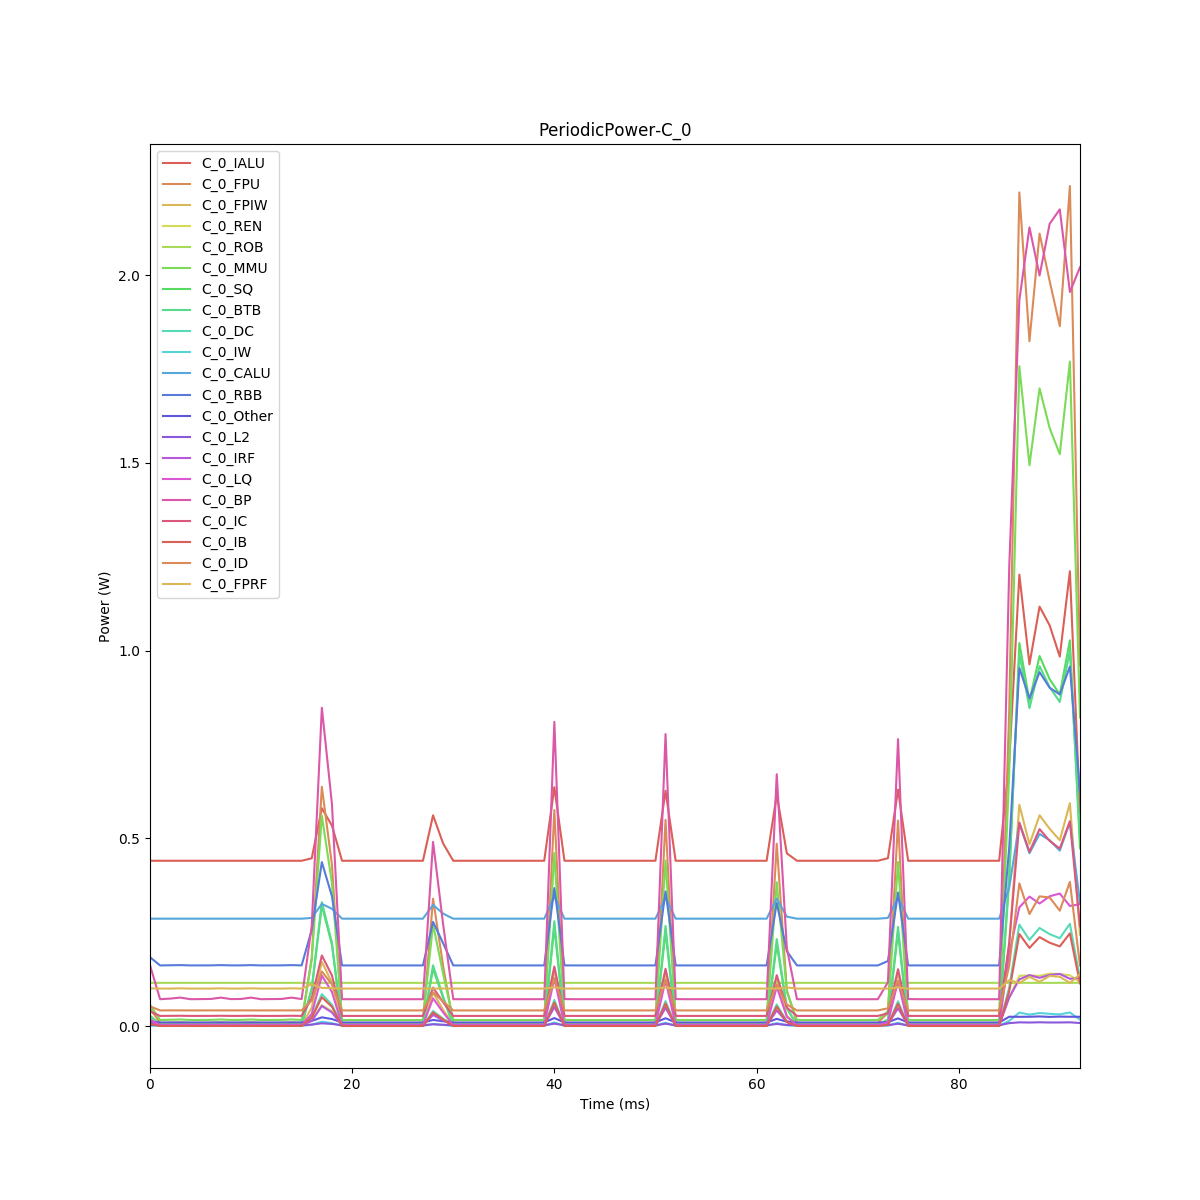 PeriodicPower-C_0
C_0_IALU
C_0_FPU
C_0_FPIW
C_0_REN
C_0_ROB
C_0_MMU
C_0_SQ
C_0_BTB
C_0_DC
C_0_IW
C_0_CALU
C_0_RBB
C_0_Other
C_0_L2
C_0_IRF
C_0_LQ
C_0_BP
C_0_IC
C_0_IB
C_0_ID
C_0_FPRF
2.0
1.5
1.0
0.5
0.0
Power (W)
0 20 40 60 80
Time (ms)